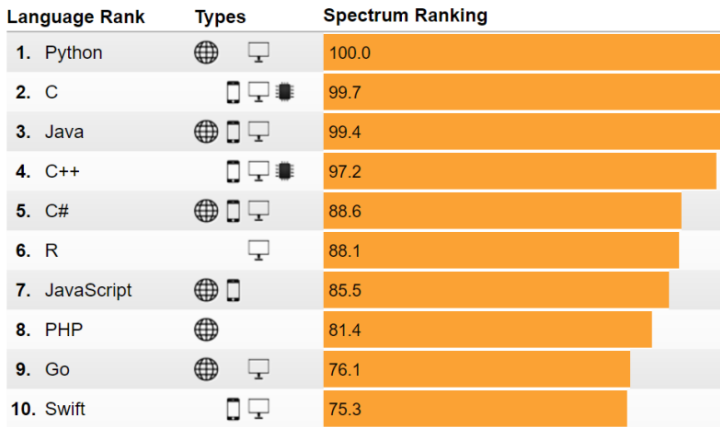 Language Rank Types Spectrum Ranking
1. Python 100.0
2. C 99.7
3. Java 99.4
4. C++ 97.2
5. C# 88.6
6. R 88.1
7. JavaScript 85.5
8. PHP 81.4
9. Go 76.1
10. Swift 75.3